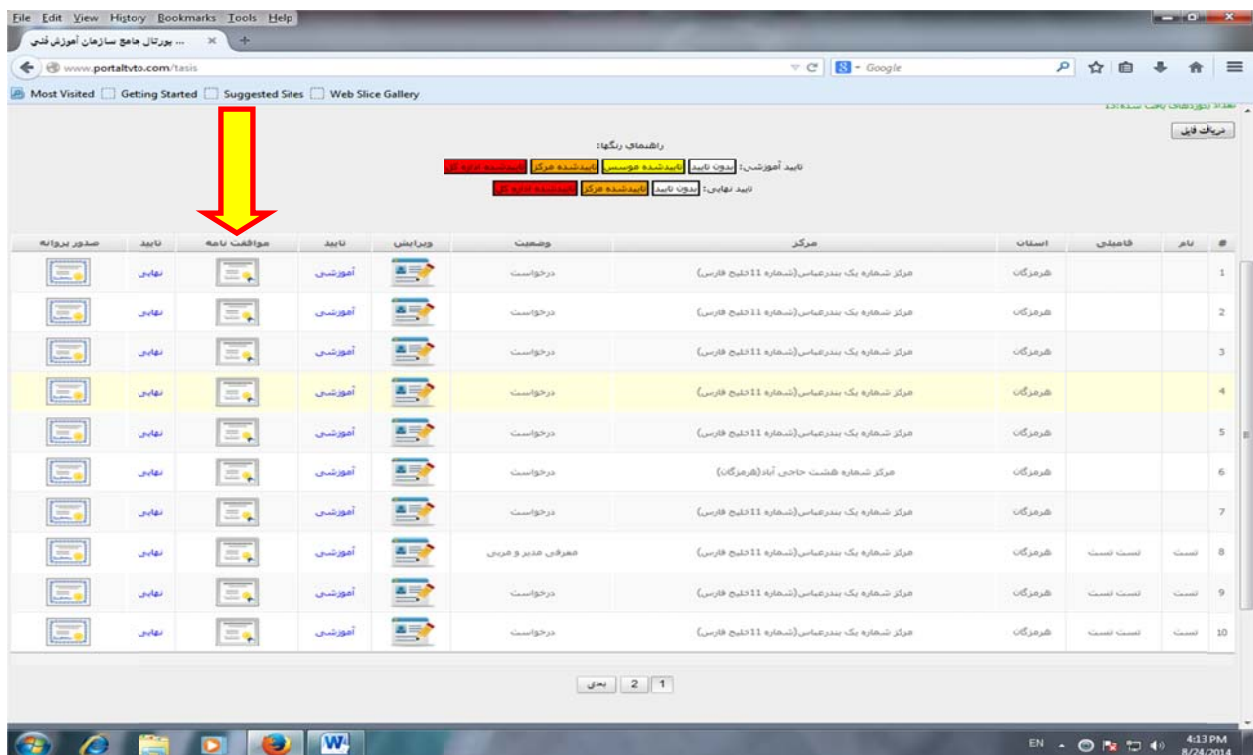 File Edit View History Bookmarks Tools Help
... پورتال جامع سازمان آموزش فنی × +
www.portaltvto.com/tasis Google
Most Visited Getting Started Suggested Sites Web Slice Gallery
تعداد رکوردهای یافت شده:13
دریافت فایل
راهنمای رنگها:
تایید آموزشی: بدون تایید تاییدشده موسس تاییدشده مرکز تاییدشده اداره کل
تایید نهایی: بدون تایید تاییدشده مرکز تاییدشده اداره کل
# نام فامیلی استان مرکز وضعیت ویرایش تایید موافقت نامه تایید صدور پروانه
1 هرمزگان مرکز شماره یک بندرعباس(شماره 11خلیج فارس) درخواست آموزشی نهایی
2 هرمزگان مرکز شماره یک بندرعباس(شماره 11خلیج فارس) درخواست آموزشی نهایی
3 هرمزگان مرکز شماره یک بندرعباس(شماره 11خلیج فارس) درخواست آموزشی نهایی
4 هرمزگان مرکز شماره یک بندرعباس(شماره 11خلیج فارس) درخواست آموزشی نهایی
5 هرمزگان مرکز شماره یک بندرعباس(شماره 11خلیج فارس) درخواست آموزشی نهایی
6 هرمزگان مرکز شماره هشت حاجی آباد(هرمزگان) درخواست آموزشی نهایی
7 هرمزگان مرکز شماره یک بندرعباس(شماره 11خلیج فارس) درخواست آموزشی نهایی
8 تست تست تست هرمزگان مرکز شماره یک بندرعباس(شماره 11خلیج فارس) معرفی مدیر و مربی آموزشی نهایی
9 تست تست تست هرمزگان مرکز شماره یک بندرعباس(شماره 11خلیج فارس) درخواست آموزشی نهایی
10 تست تست تست هرمزگان مرکز شماره یک بندرعباس(شماره 11خلیج فارس) درخواست آموزشی نهایی
1 2 بعدی
EN 4:13 PM
8/24/2014